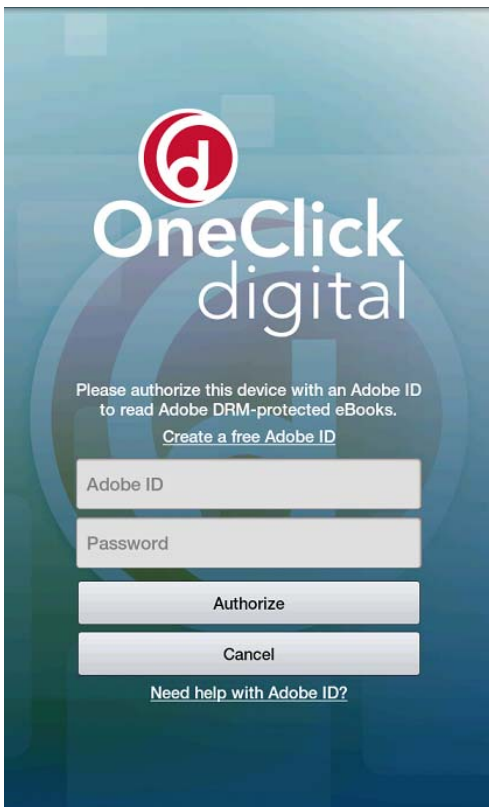 OneClick
digital
Please authorize this device with an Adobe ID
to read Adobe DRM-protected eBooks.
Create a free Adobe ID
Adobe ID
Password
Authorize
Cancel
Need help with Adobe ID?